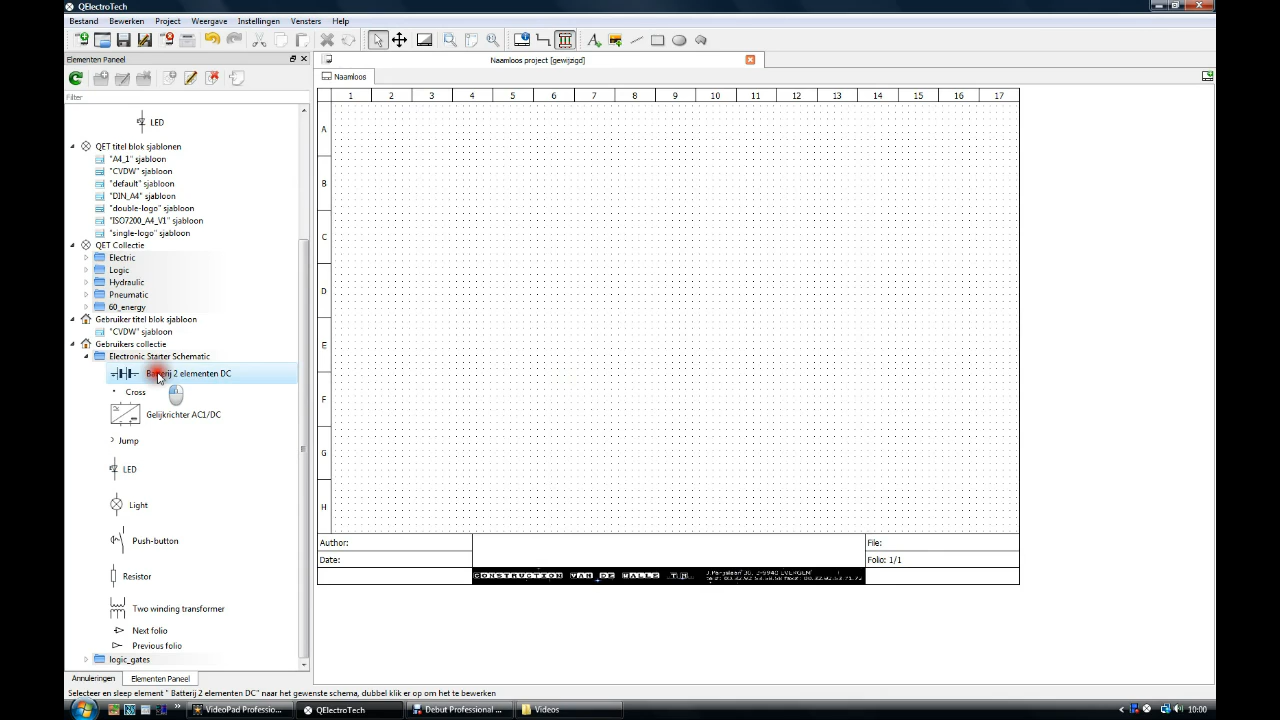 QElectroTech
Bestand Bewerken Project Weergave Instellingen Vensters Help
Elementen Paneel
Naamloos project [gewijzigd]
Naamloos
Filter
LED
QET titel blok sjablonen
"A4_1" sjabloon
"CVDW" sjabloon
"default" sjabloon
"DIN_A4" sjabloon
"double-logo" sjabloon
"ISO7200_A4_V1" sjabloon
"single-logo" sjabloon
QET Collectie
Electric
Logic
Hydraulic
Pneumatic
60_energy
Gebruiker titel blok sjabloon
"CVDW" sjabloon
Gebruikers collectie
Electronic Starter Schematic
Batterij 2 elementen DC
Cross
Gelijkrichter AC1/DC
Jump
LED
Light
Push-button
Resistor
Two winding transformer
Next folio
Previous folio
logic_gates
Annuleringen Elementen Paneel
1 2 3 4 5 6 7 8 9 10 11 12 13 14 15 16 17
A
B
C
D
E
F
G
H
Author:
Date:
File:
Folio: 1/1
CONSTRUCTION VAN DE WALLE
Selecteer en sleep element " Batterij 2 elementen DC" naar het gewenste schema, dubbel klik er op om het te bewerken
VideoPad Professio... QElectroTech Debut Professional ... Videos 10:00